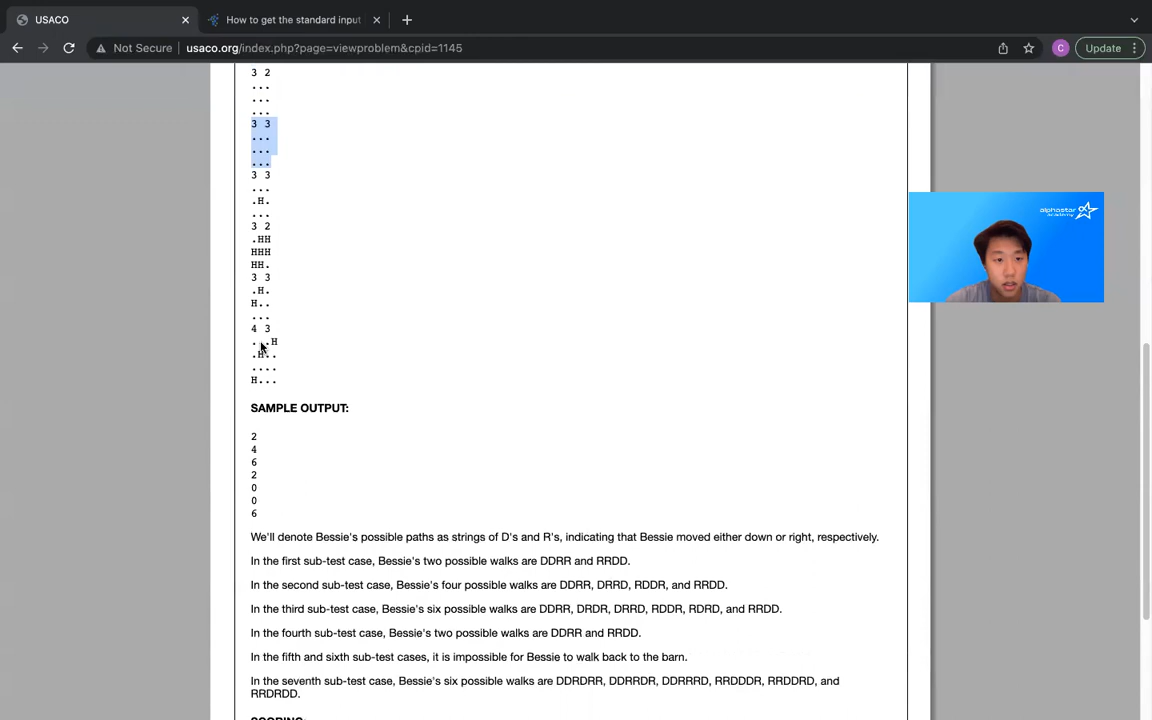 USACO
How to get the standard input
Not Secure usaco.org/index.php?page=viewproblem&cpid=1145
C
Update
3 2
...
...
...
3 3
...
...
...
3 3
...
.H.
...
3 2
.HH
HHH
HH.
3 3
.H.
H..
...
4 3
...H
.H..
....
H...
alphastar
Academy
SAMPLE OUTPUT:
2
4
6
2
0
0
6
We'll denote Bessie's possible paths as strings of D's and R's, indicating that Bessie moved either down or right, respectively.
In the first sub-test case, Bessie's two possible walks are DDRR and RRDD.
In the second sub-test case, Bessie's four possible walks are DDRR, DRRD, RDDR, and RRDD.
In the third sub-test case, Bessie's six possible walks are DDRR, DRDR, DRRD, RDDR, RDRD, and RRDD.
In the fourth sub-test case, Bessie's two possible walks are DDRR and RRDD.
In the fifth and sixth sub-test cases, it is impossible for Bessie to walk back to the barn.
In the seventh sub-test case, Bessie's six possible walks are DDRDRR, DDRRDR, DDRRRD, RRDDDR, RRDDRD, and
RRDRDD.
SCORING: